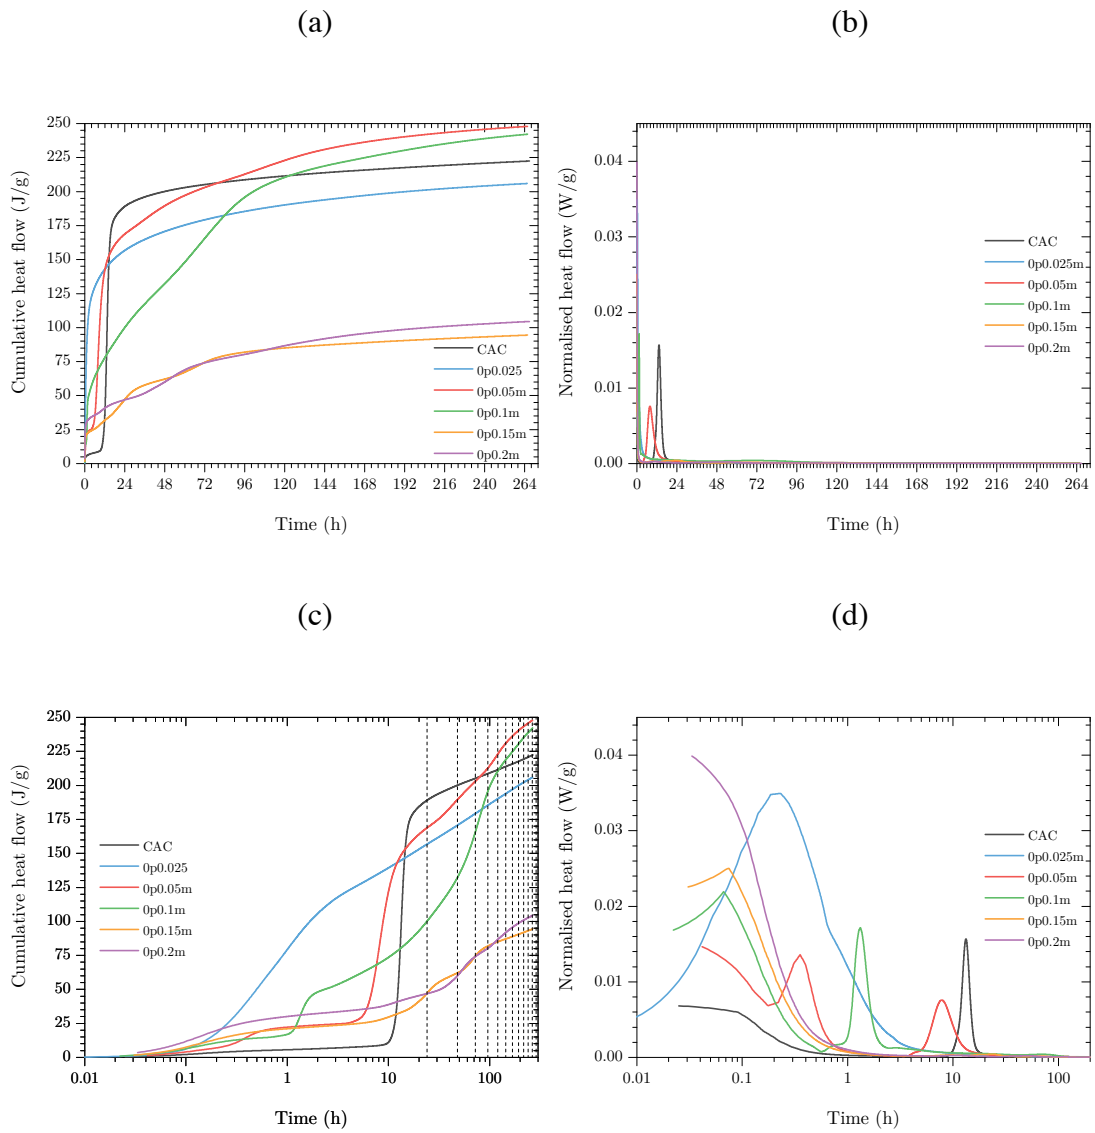 (a)
(b)
Cumulative heat flow (J/g)
250
225
200
175
150
125
100
75
50
25
0
0 24 48 72 96 120 144 168 192 216 240 264
Time (h)
CAC
0p0.025
0p0.05m
0p0.1m
0p0.15m
0p0.2m
Normalised heat flow (W/g)
0.04
0.03
0.02
0.01
0.00
0 24 48 72 96 120 144 168 192 216 240 264
Time (h)
CAC
0p0.025m
0p0.05m
0p0.1m
0p0.15m
0p0.2m
(c)
(d)
Cumulative heat flow (J/g)
250
225
200
175
150
125
100
75
50
25
0
0.01 0.1 1 10 100
Time (h)
CAC
0p0.025
0p0.05m
0p0.1m
0p0.15m
0p0.2m
Normalised heat flow (W/g)
0.04
0.03
0.02
0.01
0.00
0.01 0.1 1 10 100
Time (h)
CAC
0p0.025m
0p0.05m
0p0.1m
0p0.15m
0p0.2m